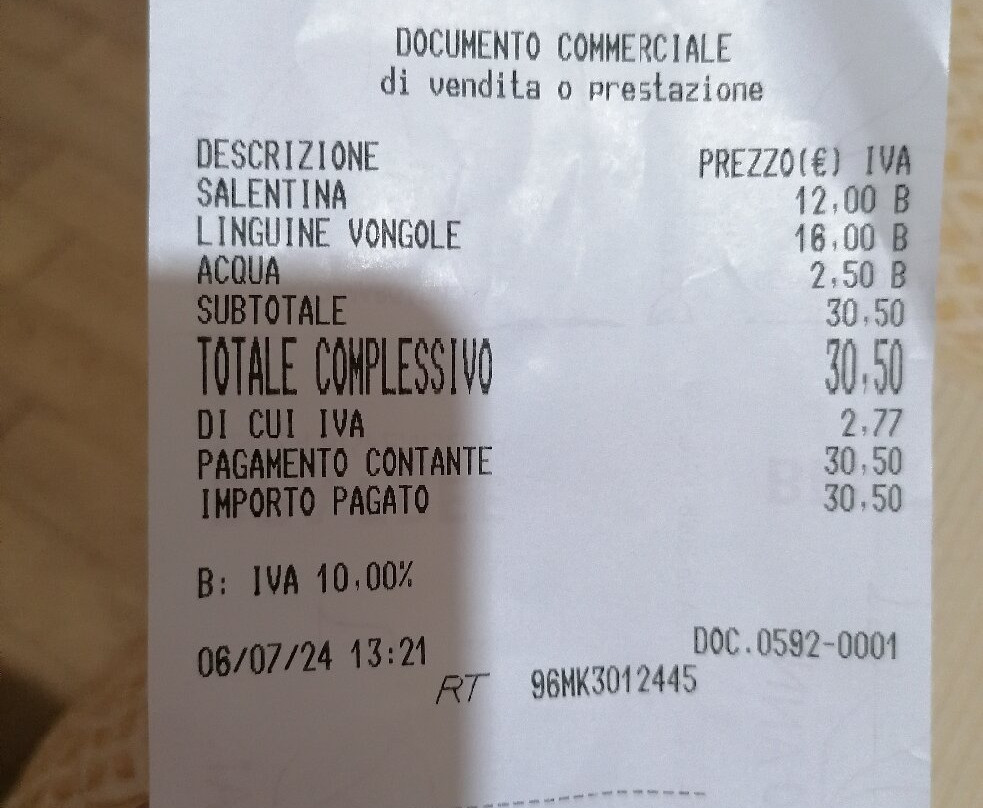 DOCUMENTO COMMERCIALE
di vendita o prestazione
DESCRIZIONE PREZZO(€) IVA
SALENTINA 12,00 B
LINGUINE VONGOLE 16,00 B
ACQUA 2,50 B
SUBTOTALE 30,50
TOTALE COMPLESSIVO 30,50
DI CUI IVA 2,77
PAGAMENTO CONTANTE 30,50
IMPORTO PAGATO 30,50
B: IVA 10,00%
06/07/24 13:21 DOC.0592-0001
RT 96MK3012445